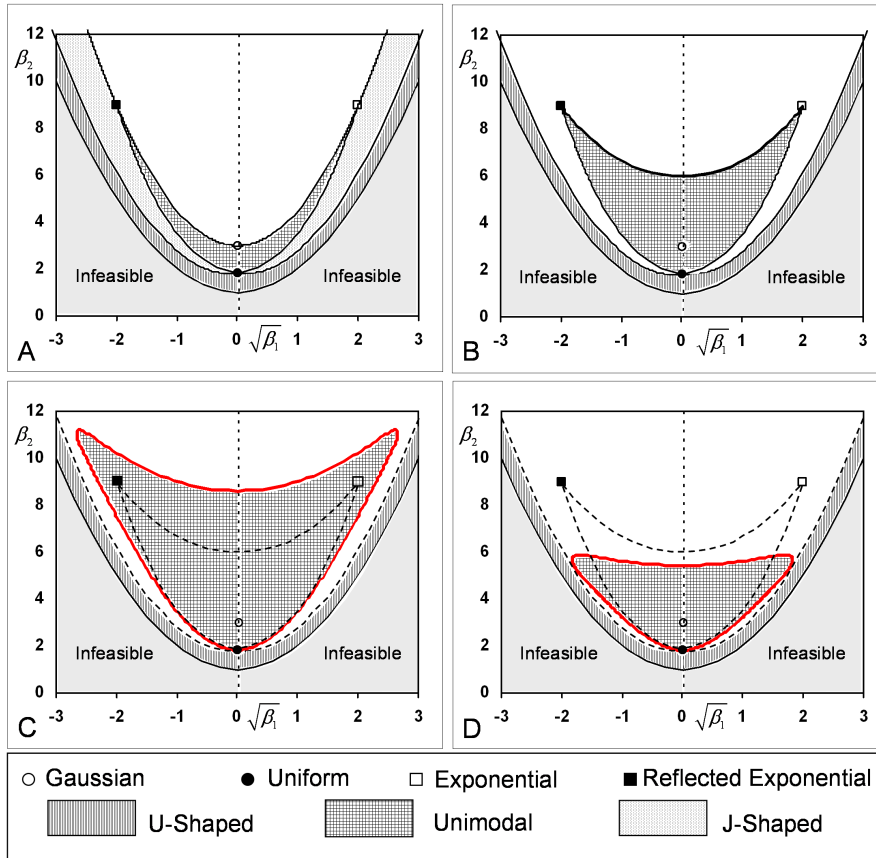 12
β₂
10
8
6
4
2
0
Infeasible
Infeasible
-3 -2 -1 0 √β₁ 1 2 3
A
12
β₂
10
8
6
4
2
0
Infeasible
Infeasible
-3 -2 -1 0 √β₁ 1 2 3
B
12
β₂
10
8
6
4
2
0
Infeasible
Infeasible
-3 -2 -1 0 √β₁ 1 2 3
C
12
β₂
10
8
6
4
2
0
Infeasible
Infeasible
-3 -2 -1 0 √β₁ 1 2 3
D
Gaussian Uniform Exponential Reflected Exponential
U-Shaped Unimodal J-Shaped